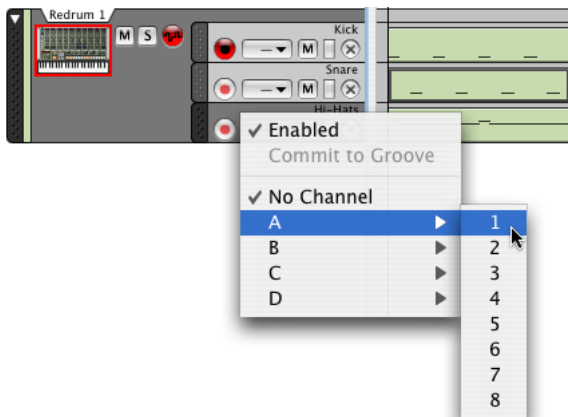 Redrum 1
M S
Kick
M
Snare
M
Hi-Hats
✓ Enabled
Commit to Groove
✓ No Channel
A
B
C
D
1
2
3
4
5
6
7
8